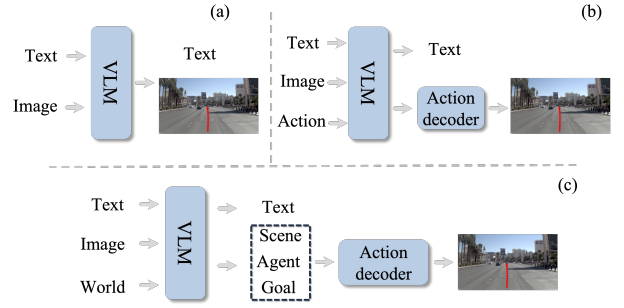 (a)
Text
Image
VLM
Text
(b)
Text
Image
Action
VLM
Text
Action
decoder
(c)
Text
Image
World
VLM
Text
Scene
Agent
Goal
Action
decoder